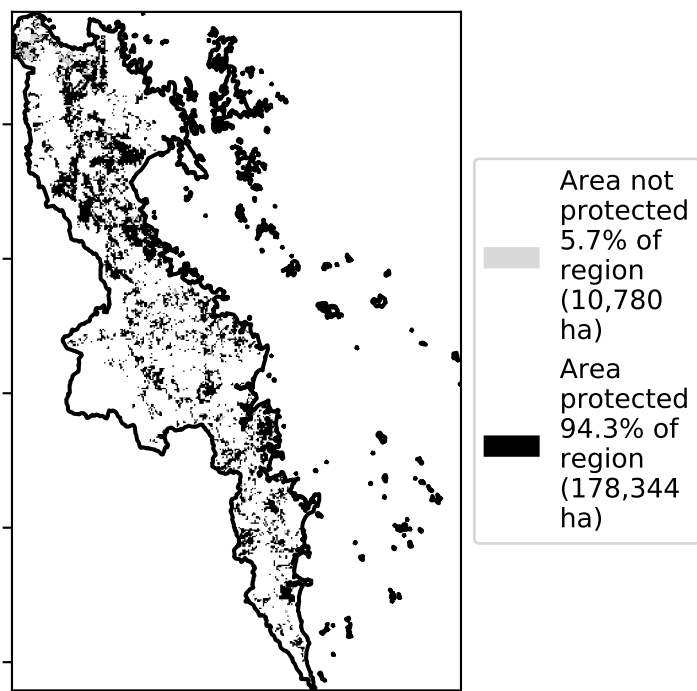 Area not
protected
5.7% of
region
(10,780
ha)
Area
protected
94.3% of
region
(178,344
ha)